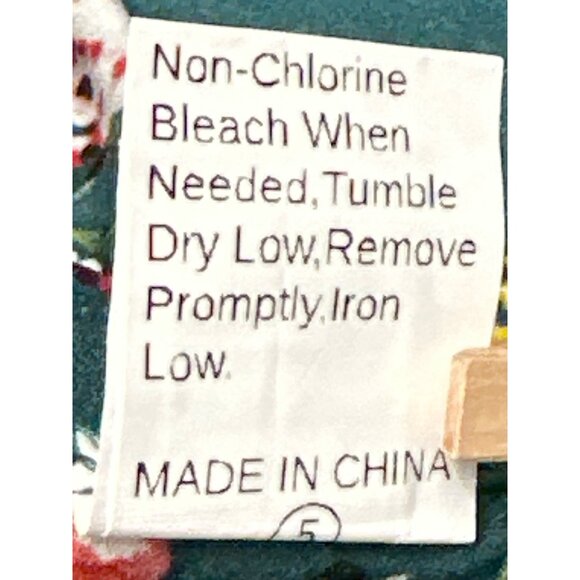 Non-Chlorine
Bleach When
Needed,Tumble
Dry Low,Remove
Promptly,Iron
Low.
MADE IN CHINA
5